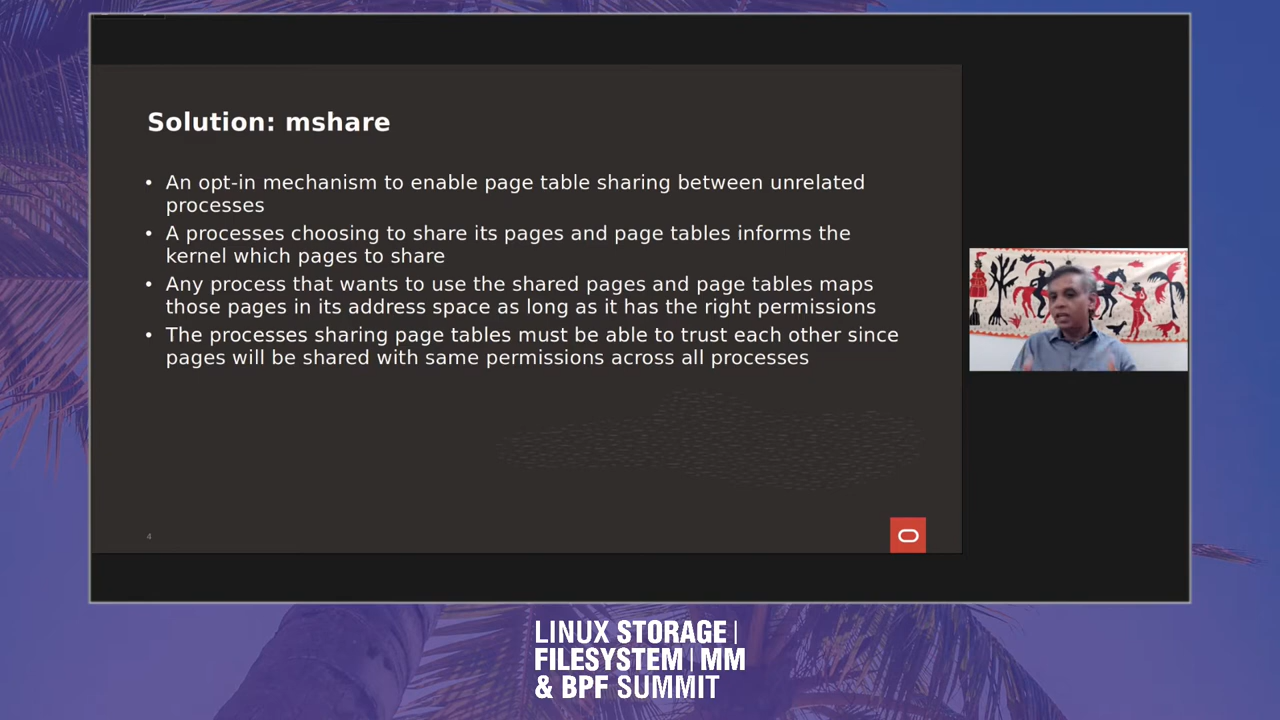 Solution: mshare
• An opt-in mechanism to enable page table sharing between unrelated
processes
• A processes choosing to share its pages and page tables informs the
kernel which pages to share
• Any process that wants to use the shared pages and page tables maps
those pages in its address space as long as it has the right permissions
• The processes sharing page tables must be able to trust each other since
pages will be shared with same permissions across all processes
4
LINUX STORAGE |
FILESYSTEM | MM
& BPF SUMMIT